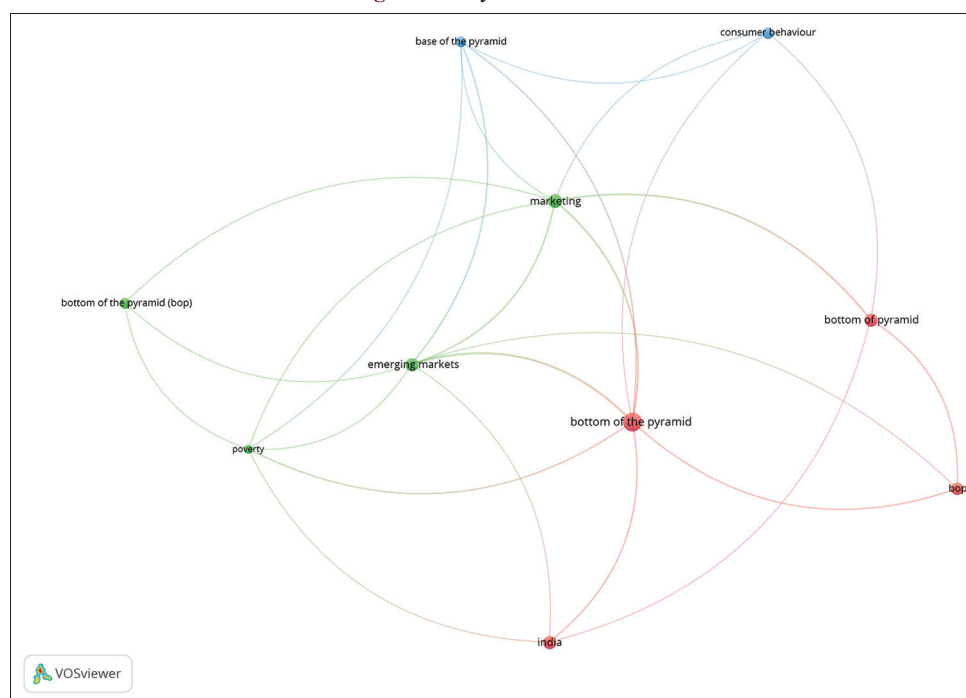 base of the pyramid
consumer behaviour
marketing
bottom of the pyramid (bop)
bottom of pyramid
emerging markets
bottom of the pyramid
poverty
bop
india
VOSviewer